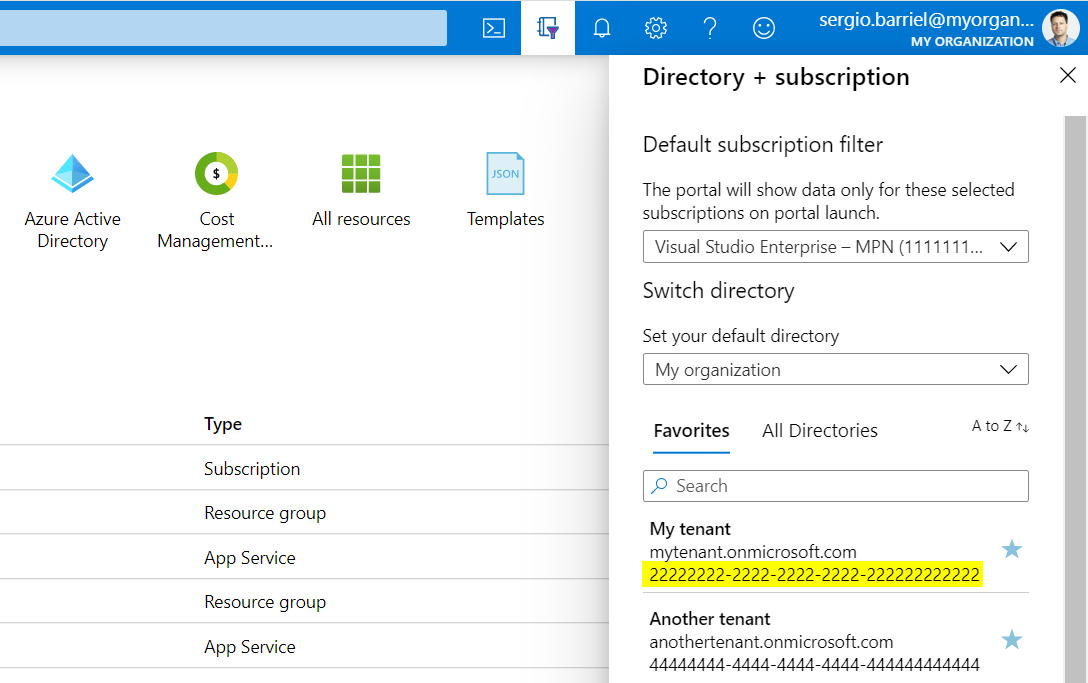 sergio.barriel@myorgan...
MY ORGANIZATION
Directory + subscription
Default subscription filter
The portal will show data only for these selected
subscriptions on portal launch.
Visual Studio Enterprise – MPN (1111111...
Switch directory
Set your default directory
My organization
Favorites
All Directories
A to Z
Search
My tenant
mytenant.onmicrosoft.com
22222222-2222-2222-2222-222222222222
Another tenant
anothertenant.onmicrosoft.com
44444444-4444-4444-4444-444444444444
Azure Active
Directory
$
Cost
Management...
All resources
JSON
Templates
Type
Subscription
Resource group
App Service
Resource group
App Service